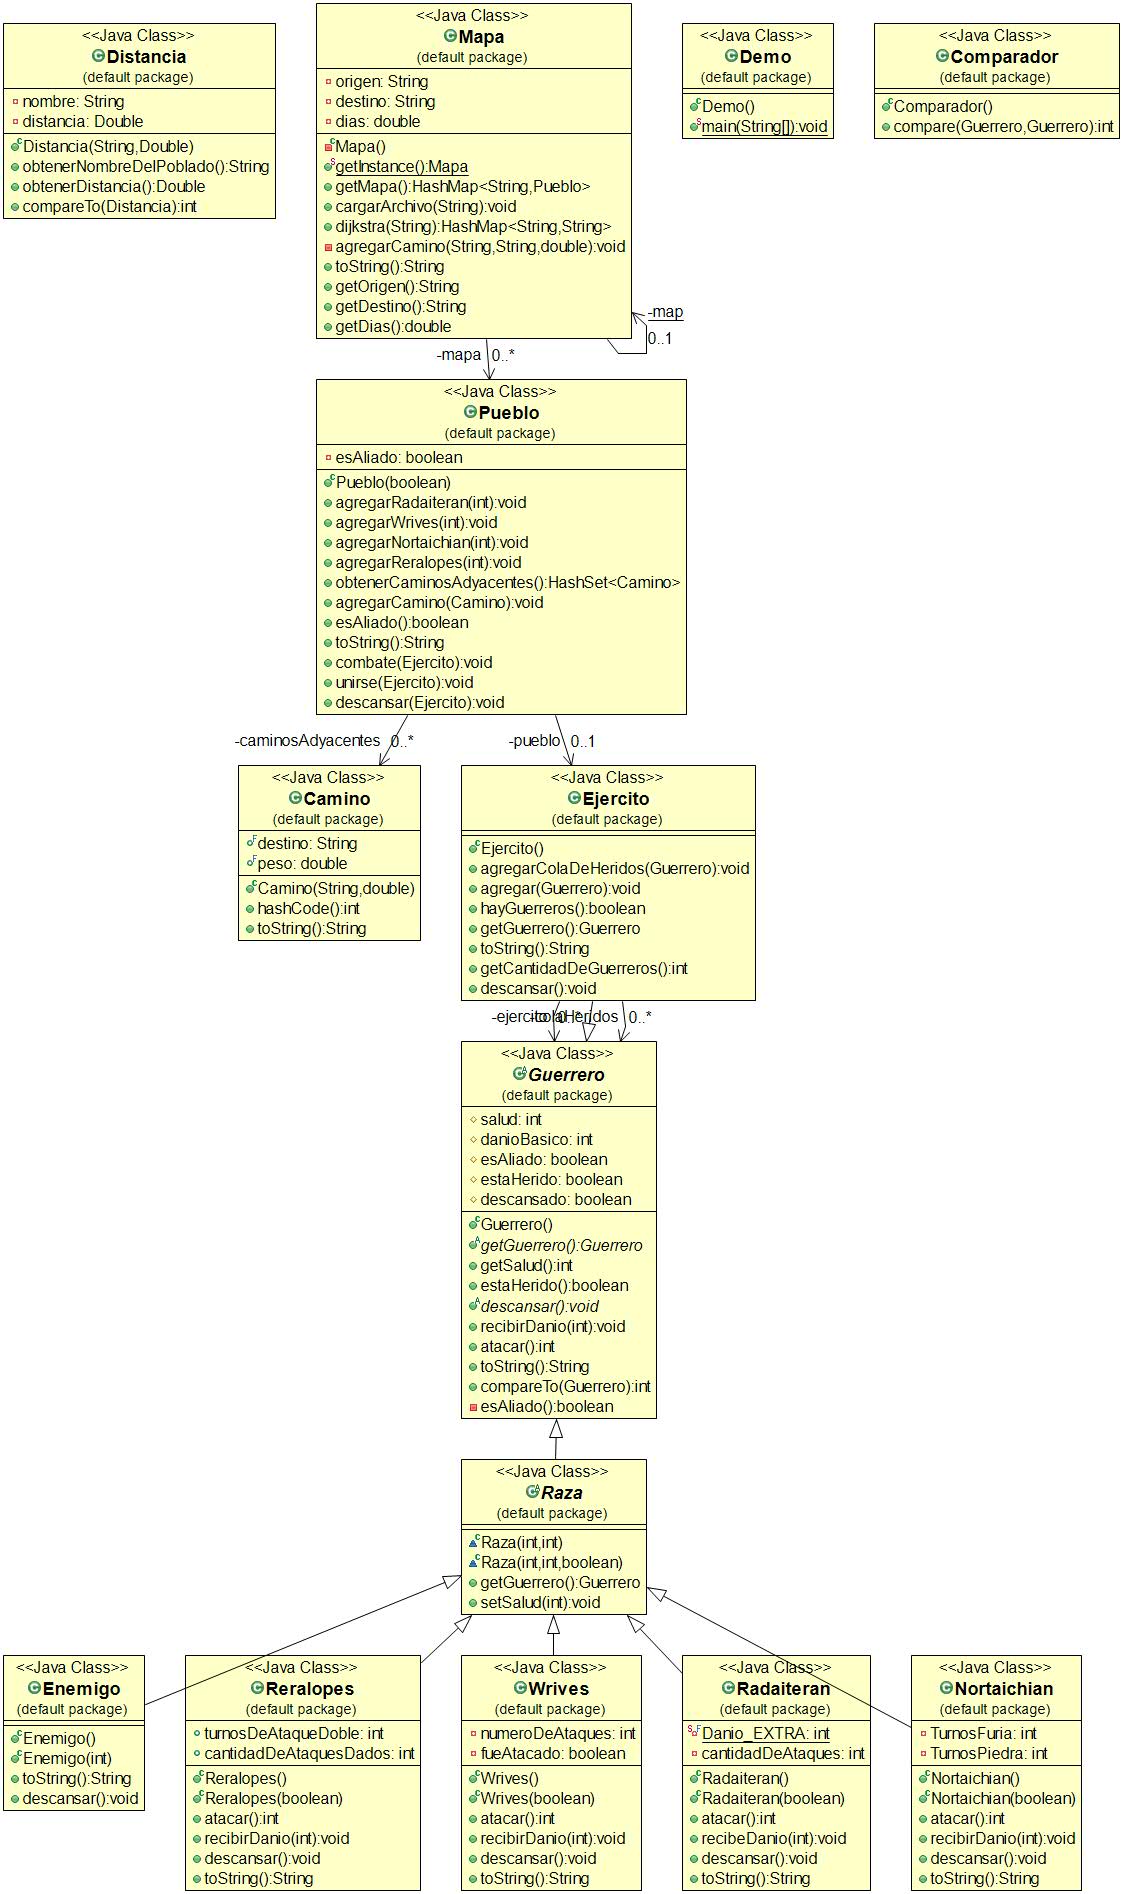 <<Java Class>>
Distancia
(default package)
nombre: String
distancia: Double
Distancia(String,Double)
obtenerNombreDelPoblado():String
obtenerDistancia():Double
compareTo(Distancia):int
<<Java Class>>
Mapa
(default package)
origen: String
destino: String
dias: double
Mapa()
getInstance():Mapa
getMapa():HashMap<String,Pueblo>
cargarArchivo(String):void
dijkstra(String):HashMap<String,String>
agregarCamino(String,String,double):void
toString():String
getOrigen():String
getDestino():String
getDias():double
<<Java Class>>
Demo
(default package)
Demo()
main(String[]):void
<<Java Class>>
Comparador
(default package)
Comparador()
compare(Guerrero,Guerrero):int
-map
0..1
-mapa 0..*
<<Java Class>>
Pueblo
(default package)
esAliado: boolean
Pueblo(boolean)
agregarRadaiteran(int):void
agregarWrives(int):void
agregarNortaichian(int):void
agregarReralopes(int):void
obtenerCaminosAdyacentes():HashSet<Camino>
agregarCamino(Camino):void
esAliado():boolean
toString():String
combate(Ejercito):void
unirse(Ejercito):void
descansar(Ejercito):void
-caminosAdyacentes 0..*
-pueblo 0..1
<<Java Class>>
Camino
(default package)
destino: String
peso: double
Camino(String,double)
hashCode():int
toString():String
<<Java Class>>
Ejercito
(default package)
Ejercito()
agregarColaDeHeridos(Guerrero):void
agregar(Guerrero):void
hayGuerreros():boolean
getGuerrero():Guerrero
toString():String
getCantidadDeGuerreros():int
descansar():void
-ejercito 0..*
-colaHeridos 0..*
<<Java Class>>
Guerrero
(default package)
salud: int
danioBasico: int
esAliado: boolean
estaHerido: boolean
descansado: boolean
Guerrero()
getGuerrero():Guerrero
getSalud():int
estaHerido():boolean
descansar():void
recibirDanio(int):void
atacar():int
toString():String
compareTo(Guerrero):int
esAliado():boolean
<<Java Class>>
Raza
(default package)
Raza(int,int)
Raza(int,int,boolean)
getGuerrero():Guerrero
setSalud(int):void
<<Java Class>>
Enemigo
(default package)
Enemigo()
Enemigo(int)
toString():String
descansar():void
<<Java Class>>
Reralopes
(default package)
turnosDeAtaqueDoble: int
cantidadDeAtaquesDados: int
Reralopes()
Reralopes(boolean)
atacar():int
recibirDanio(int):void
descansar():void
toString():String
<<Java Class>>
Wrives
(default package)
numeroDeAtaques: int
fueAtacado: boolean
Wrives()
Wrives(boolean)
atacar():int
recibirDanio(int):void
descansar():void
toString():String
<<Java Class>>
Radaiteran
(default package)
Danio_EXTRA: int
cantidadDeAtaques: int
Radaiteran()
Radaiteran(boolean)
atacar():int
recibeDanio(int):void
descansar():void
toString():String
<<Java Class>>
Nortaichian
(default package)
TurnosFuria: int
TurnosPiedra: int
Nortaichian()
Nortaichian(boolean)
atacar():int
recibirDanio(int):void
descansar():void
toString():String